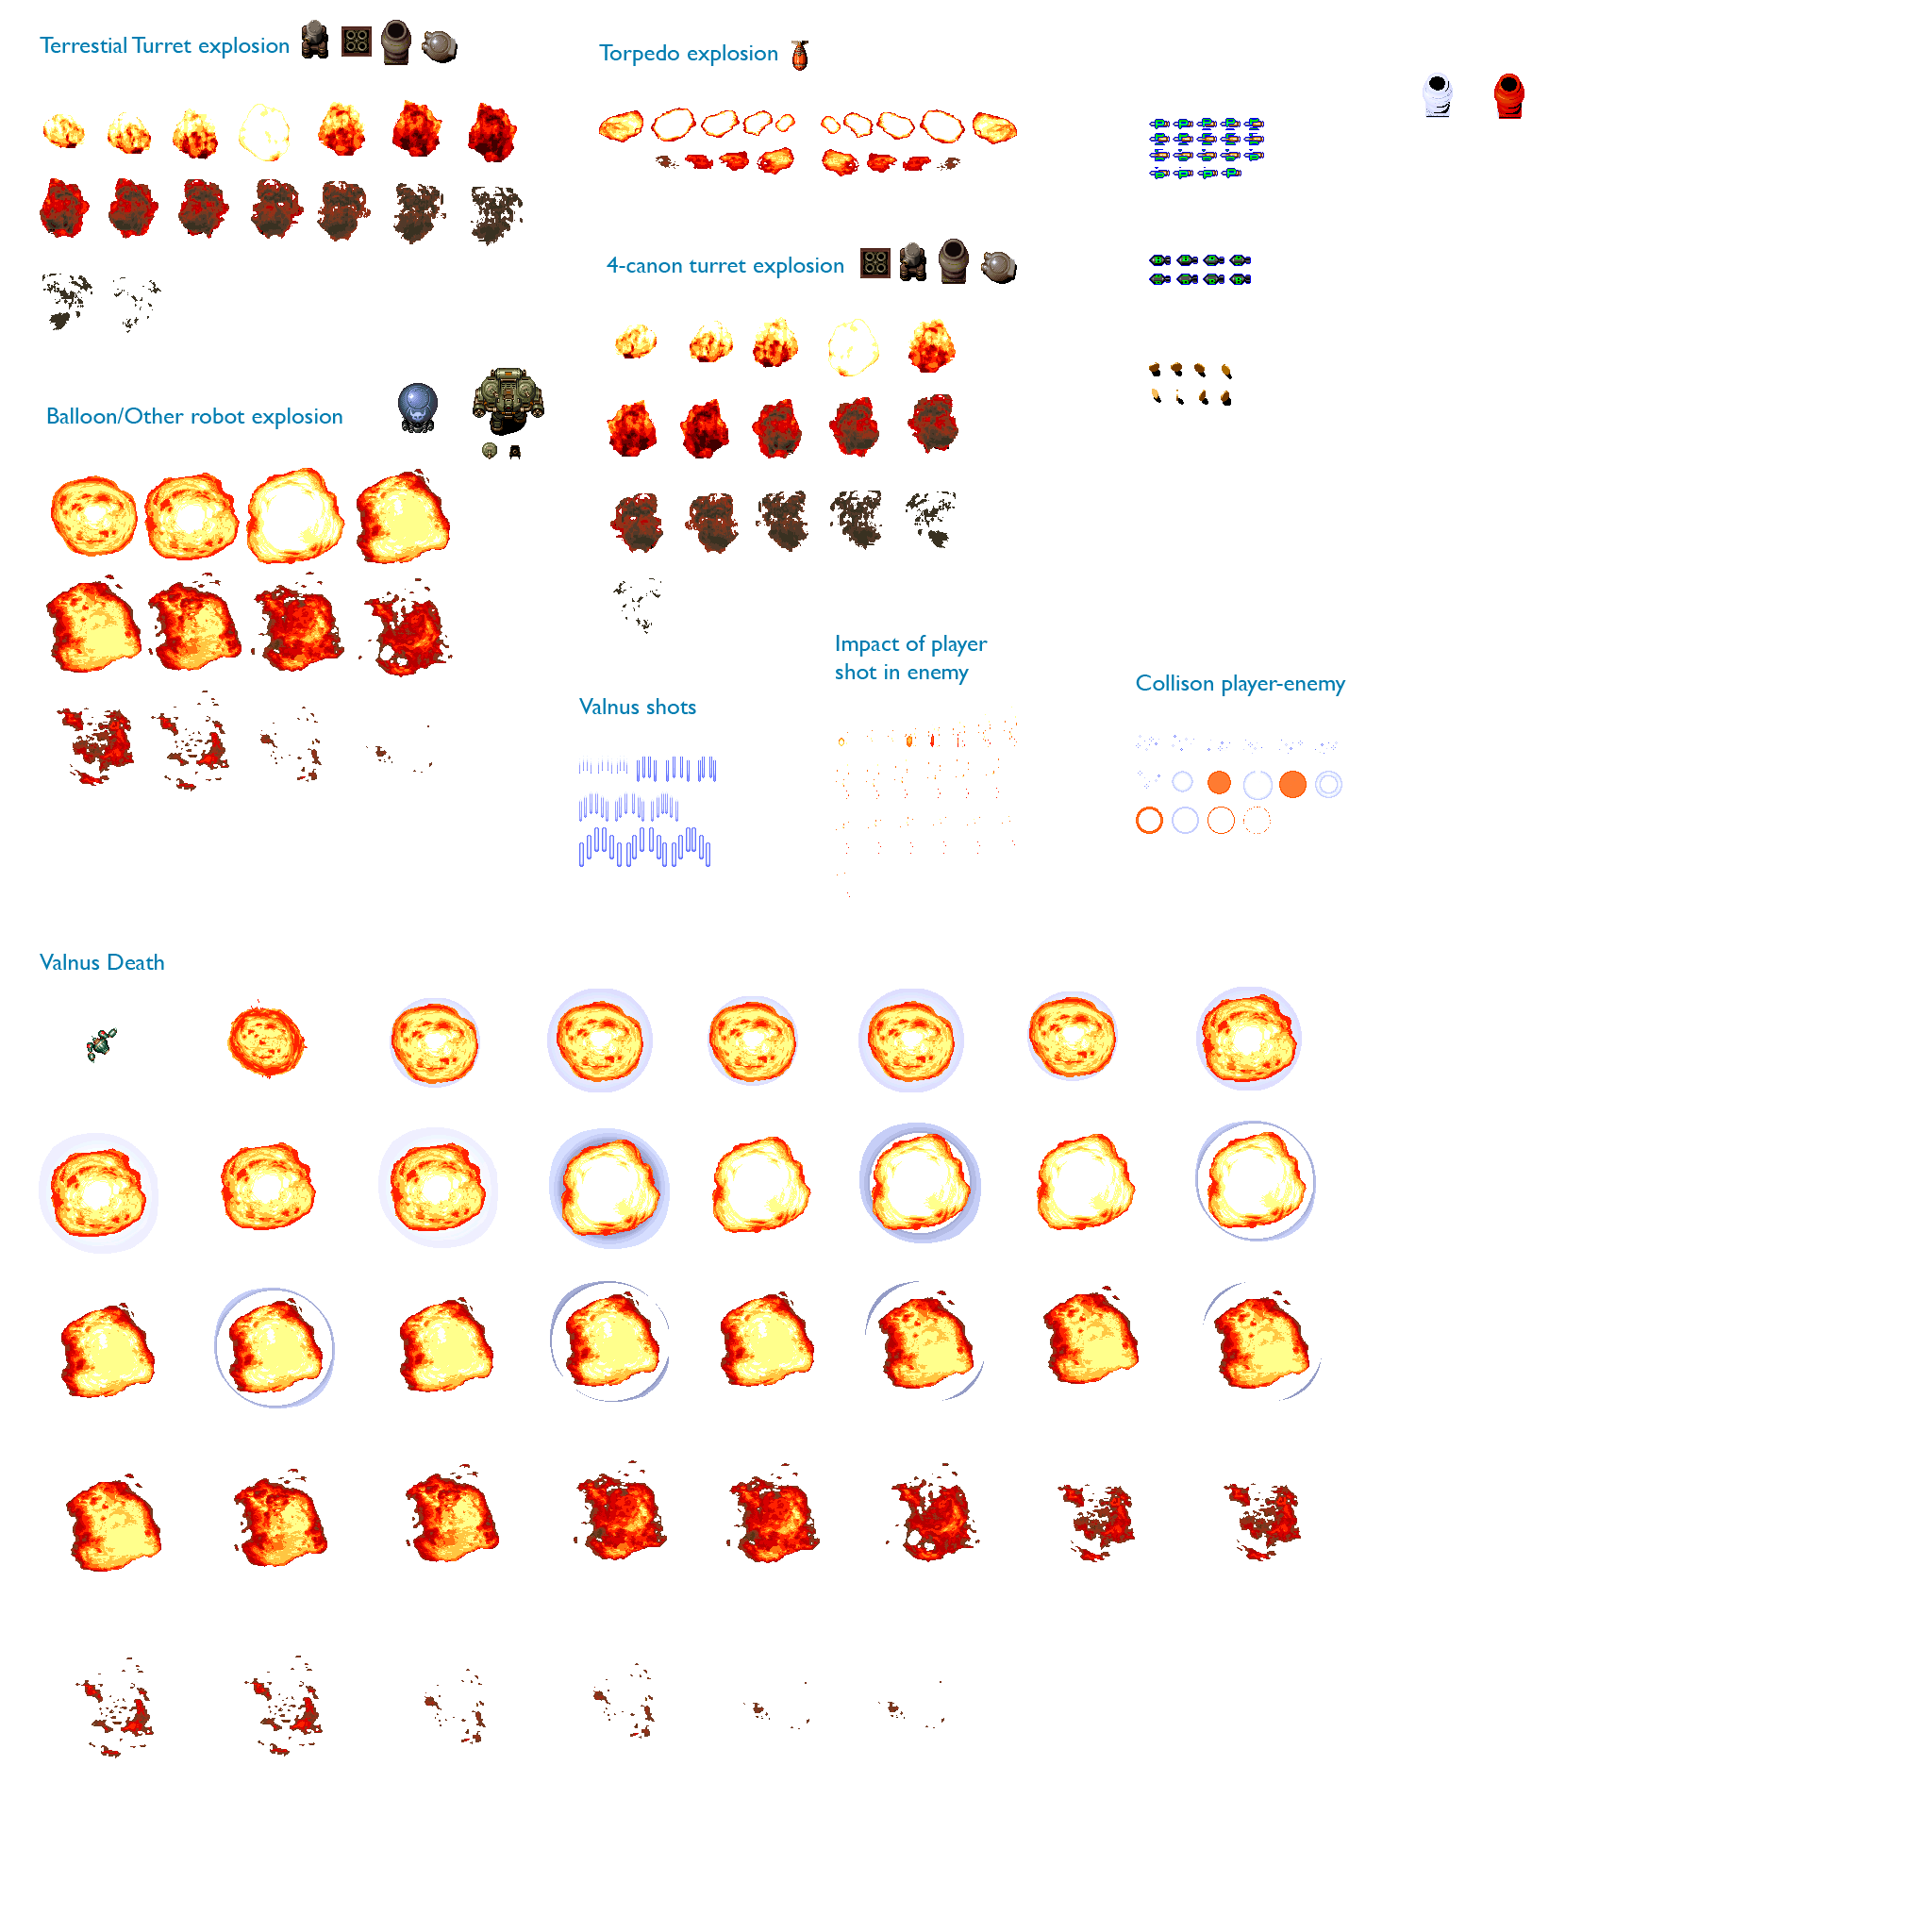 Terrestial Turret explosion
Torpedo explosion
4-canon turret explosion
Balloon/Other robot explosion
Impact of player
shot in enemy
Collison player-enemy
Valnus shots
Valnus Death